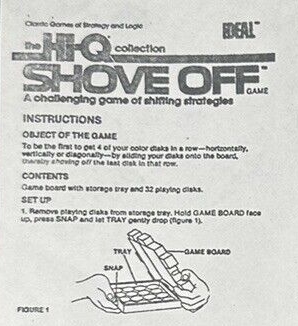 Classic Games of Strategy and Logic
IDEAL™
the HI-Q collection
SHOVE OFF™
GAME
A challenging game of shifting strategies
INSTRUCTIONS
OBJECT OF THE GAME
To be the first to get 4 of your color disks in a row—horizontally,
vertically or diagonally—by sliding your disks onto the board,
thereby shoving off the last disk in that row.
CONTENTS
Game board with storage tray and 32 playing disks.
SET UP
1. Remove playing disks from storage tray. Hold GAME BOARD face
up, press SNAP and let TRAY gently drop (figure 1).
TRAY
GAME BOARD
SNAP
FIGURE 1